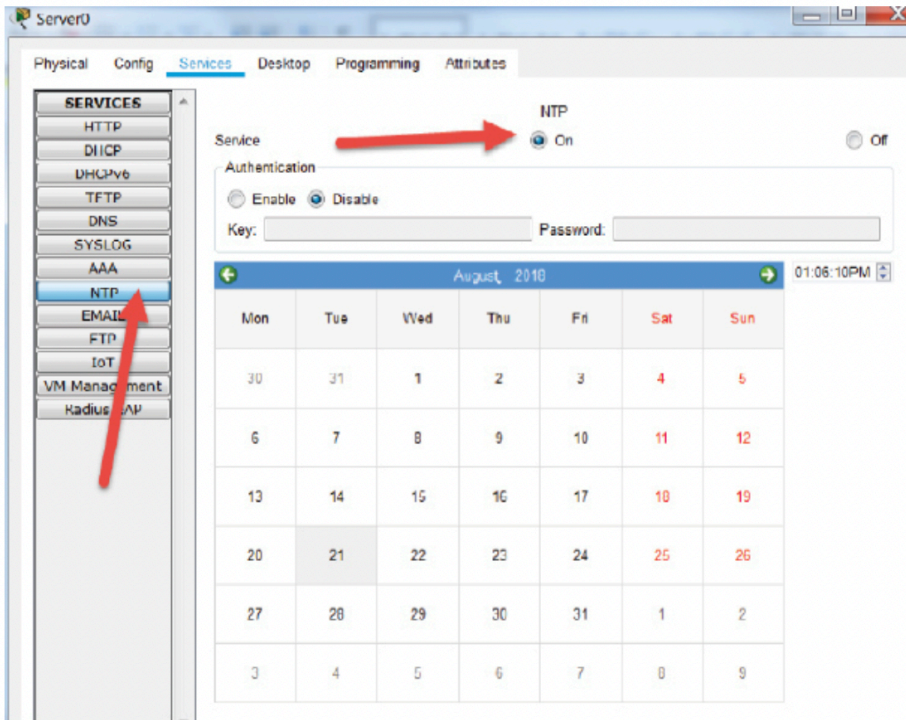 Server0
Physical Config Services Desktop Programming Attributes
SERVICES
HTTP
DHCP
DHCPv6
TFTP
DNS
SYSLOG
AAA
NTP
EMAIL
FTP
IoT
VM Management
Radius EAP
NTP
Service On Off
Authentication
Enable Disable
Key: Password:
August, 2018 01:06:10PM
Mon Tue Wed Thu Fri Sat Sun
30 31 1 2 3 4 5
6 7 8 9 10 11 12
13 14 15 16 17 18 19
20 21 22 23 24 25 26
27 28 29 30 31 1 2
3 4 5 6 7 8 9